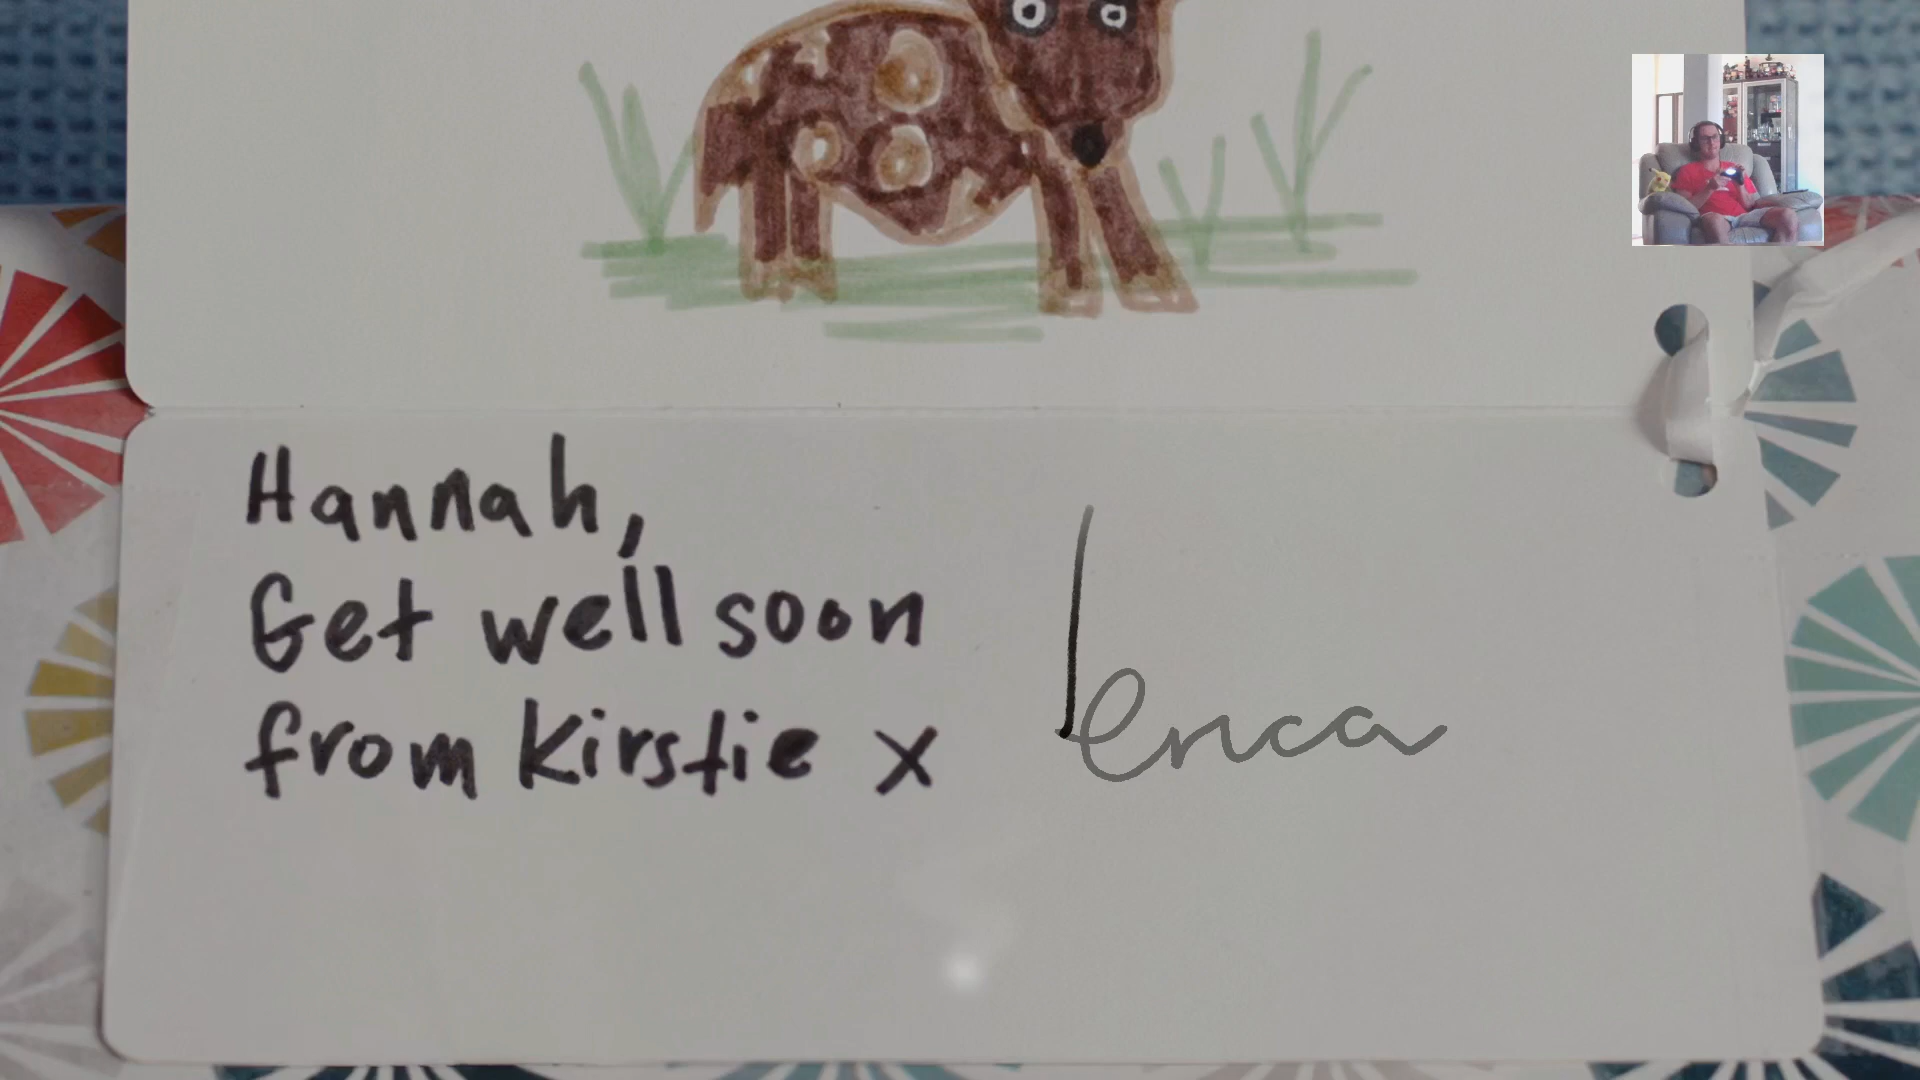 Hannah,
Get well soon
from Kirstie x